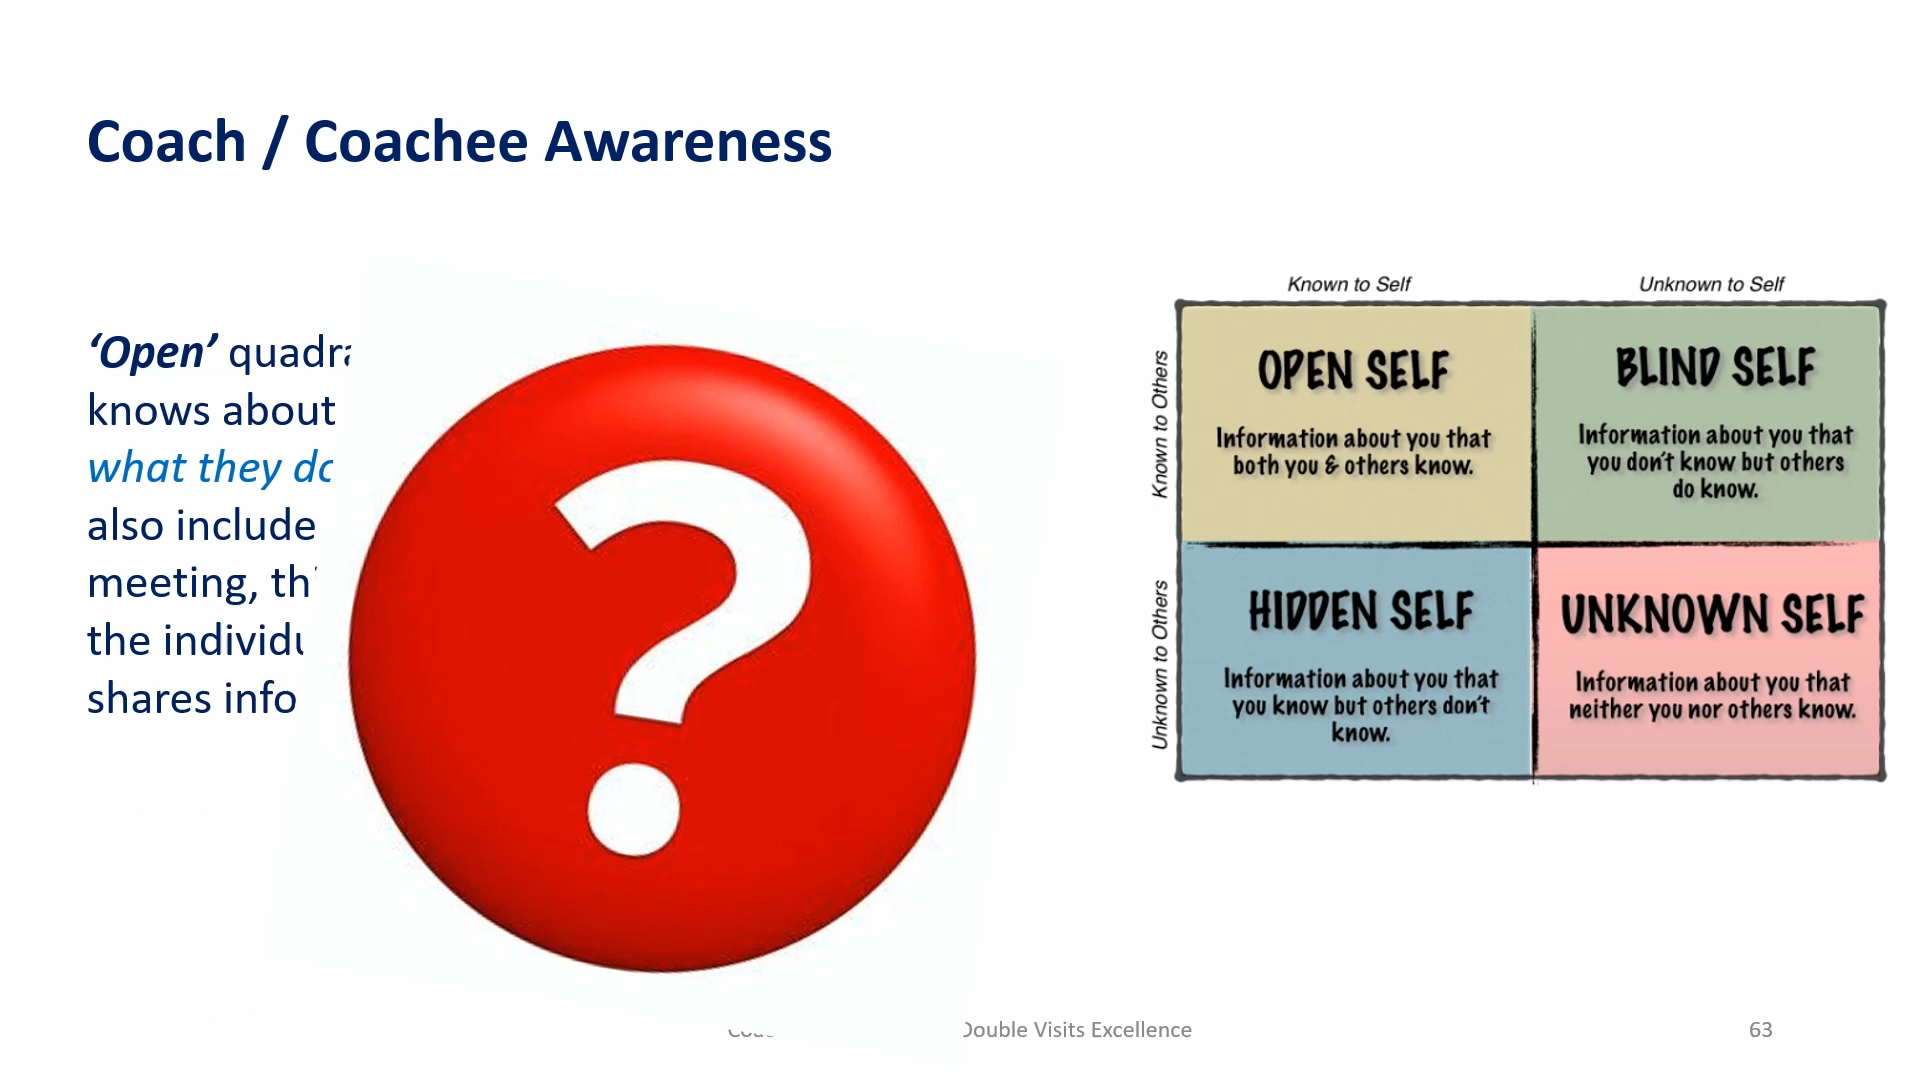 Coach / Coachee Awareness
‘Open’
knows about
what they
also include
meeting,
the
shares info
Known to Self
Unknown to Self
Known to Others
OPEN SELF
Information about you that
both you & others know.
BLIND SELF
Information about you that
you don't know but others
do know.
Unknown to Others
HIDDEN SELF
Information about you that
you know but others don't
know.
UNKNOWN SELF
Information about you that
neither you nor others know.
?
Double Visits Excellence
63